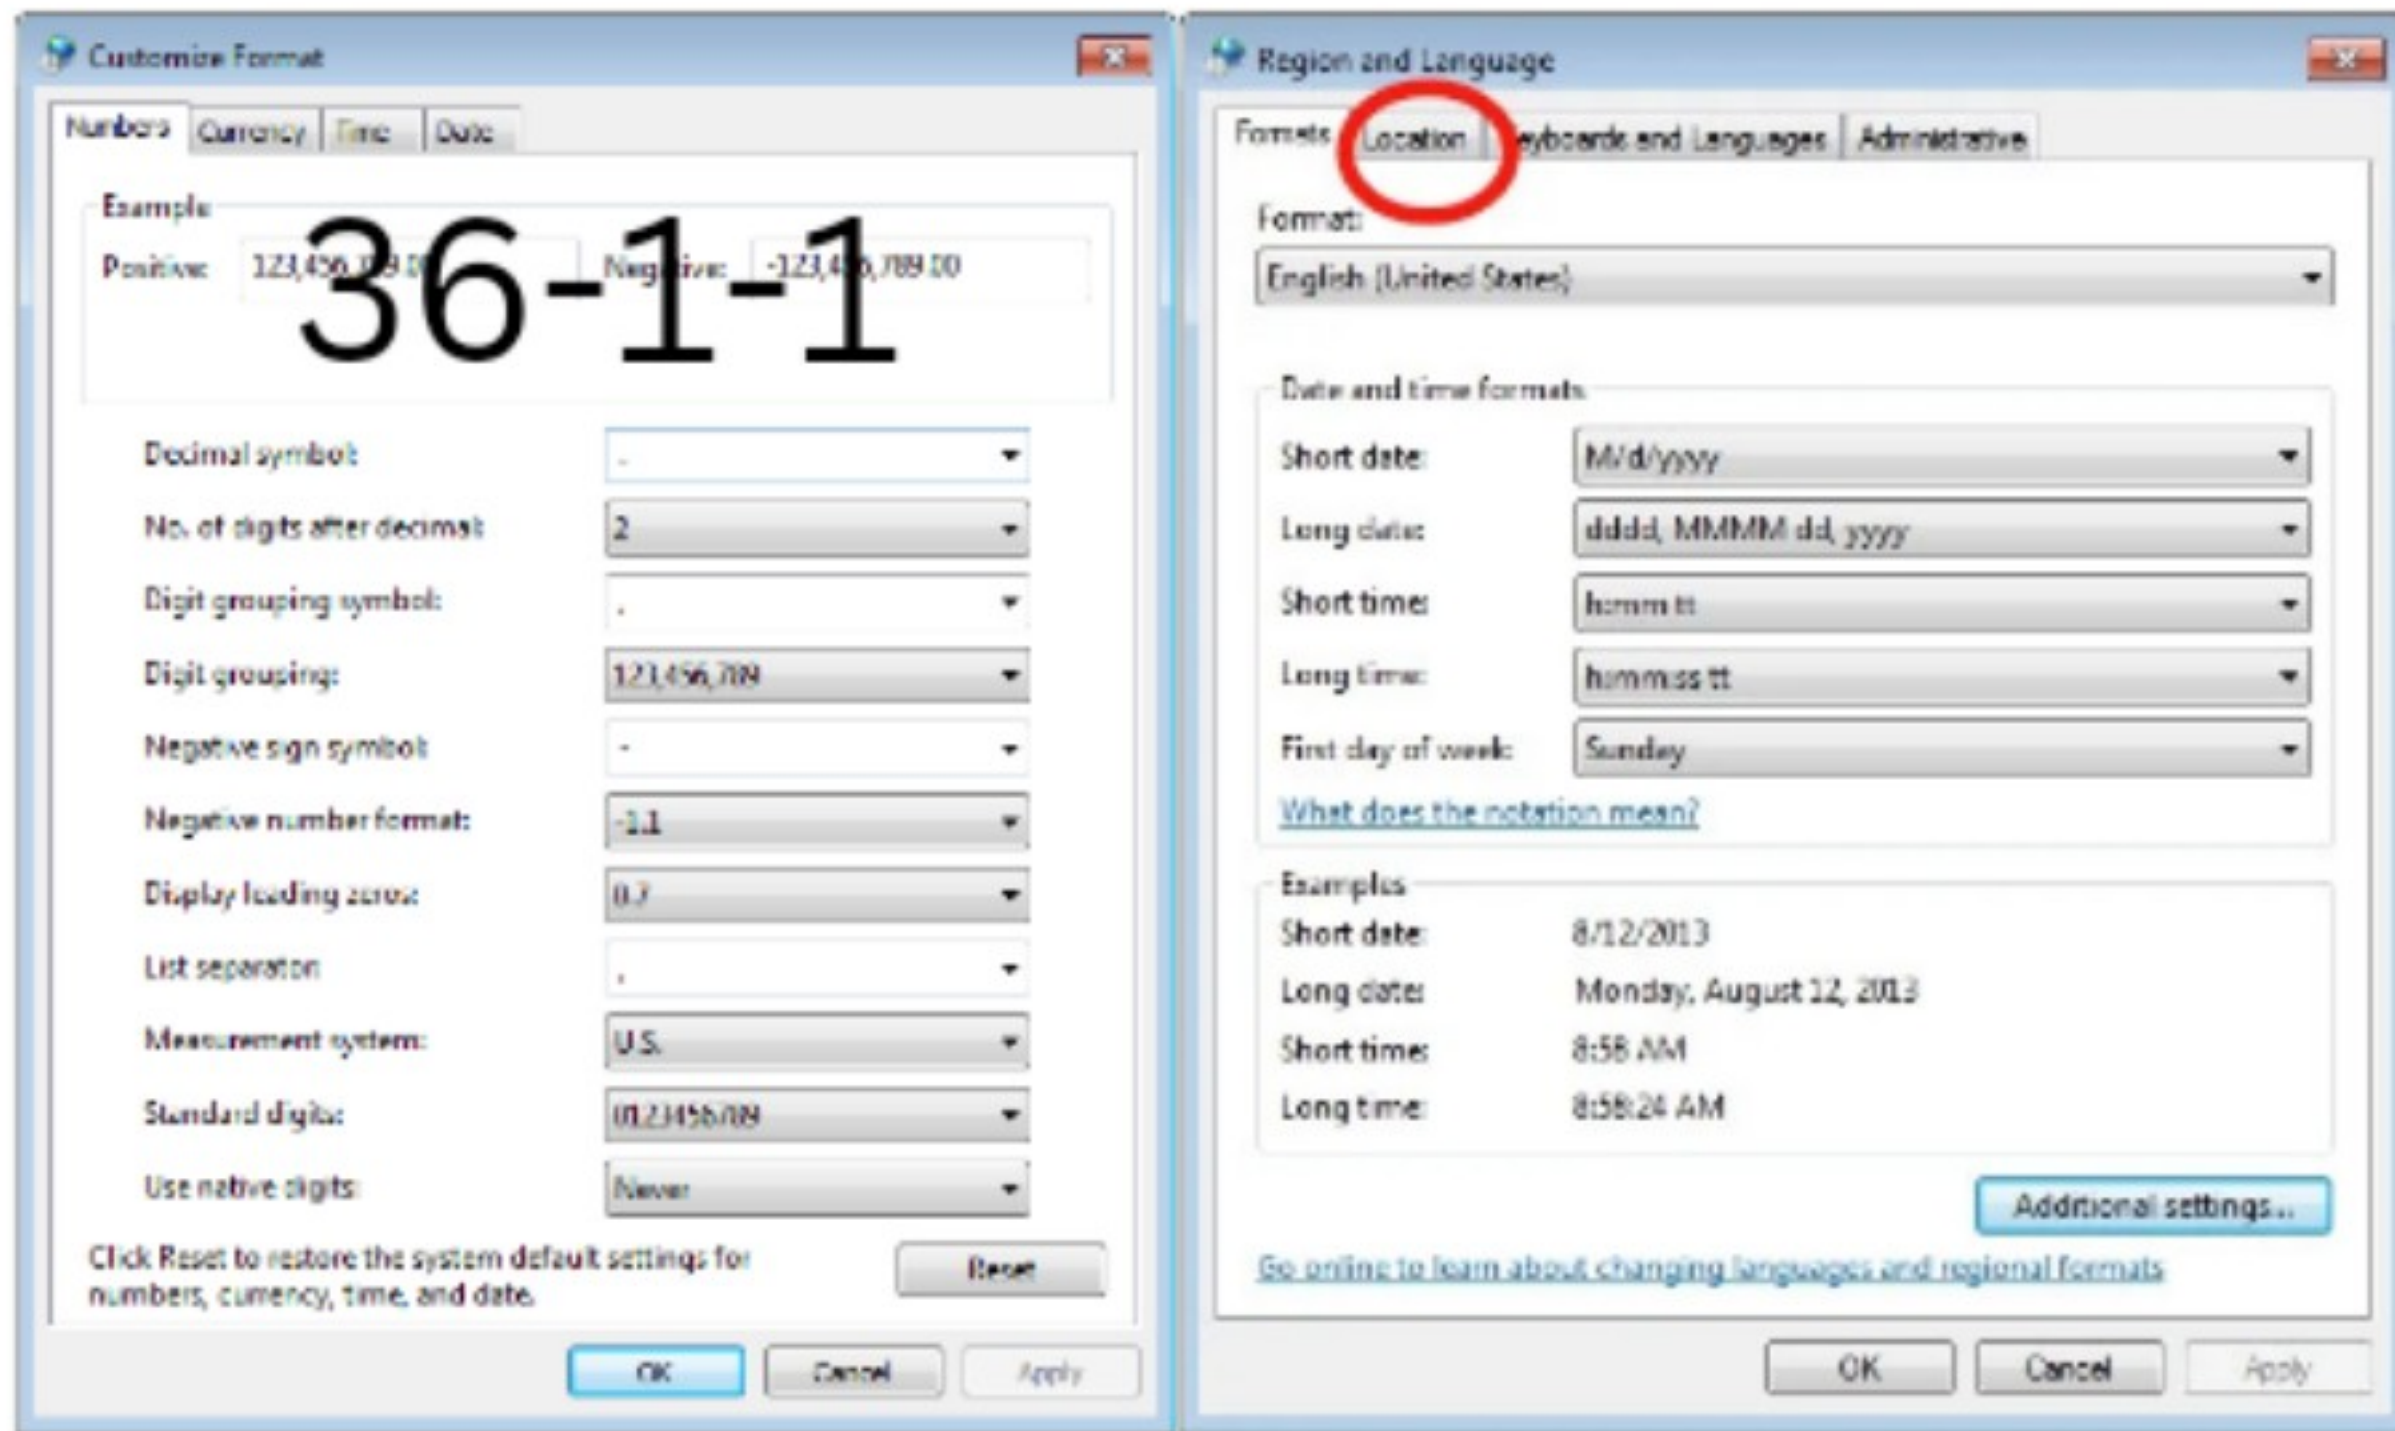 Customize Format
Numbers Currency Time Date
Example
Positive: 123,456,789.00 Negative: -123,456,789.00
36-1-1
Decimal symbol: .
No. of digits after decimal: 2
Digit grouping symbol: ,
Digit grouping: 123,456,789
Negative sign symbol: -
Negative number format: -1.1
Display leading zeros: 0.7
List separator: ,
Measurement system: U.S.
Standard digits: 0123456789
Use native digits: Never
Click Reset to restore the system default settings for
numbers, currency, time, and date.
Reset
OK Cancel Apply
Region and Language
Formats Location Keyboards and Languages Administrative
Format:
English (United States)
Date and time formats
Short date: M/d/yyyy
Long date: dddd, MMMM dd, yyyy
Short time: h:mm tt
Long time: h:mm:ss tt
First day of week: Sunday
What does the notation mean?
Examples
Short date: 8/12/2013
Long date: Monday, August 12, 2013
Short time: 8:58 AM
Long time: 8:58:24 AM
Additional settings...
Go online to learn about changing languages and regional formats
OK Cancel Apply